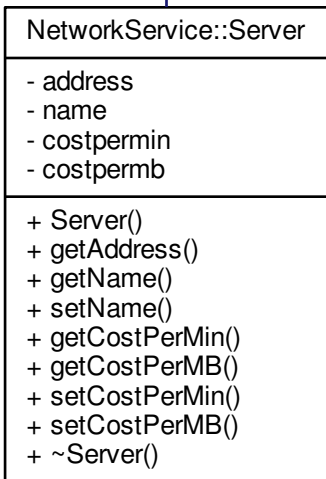 NetworkService::Server
- address
- name
- costpermin
- costpermb
+ Server()
+ getAddress()
+ getName()
+ setName()
+ getCostPerMin()
+ getCostPerMB()
+ setCostPerMin()
+ setCostPerMB()
+ ~Server()